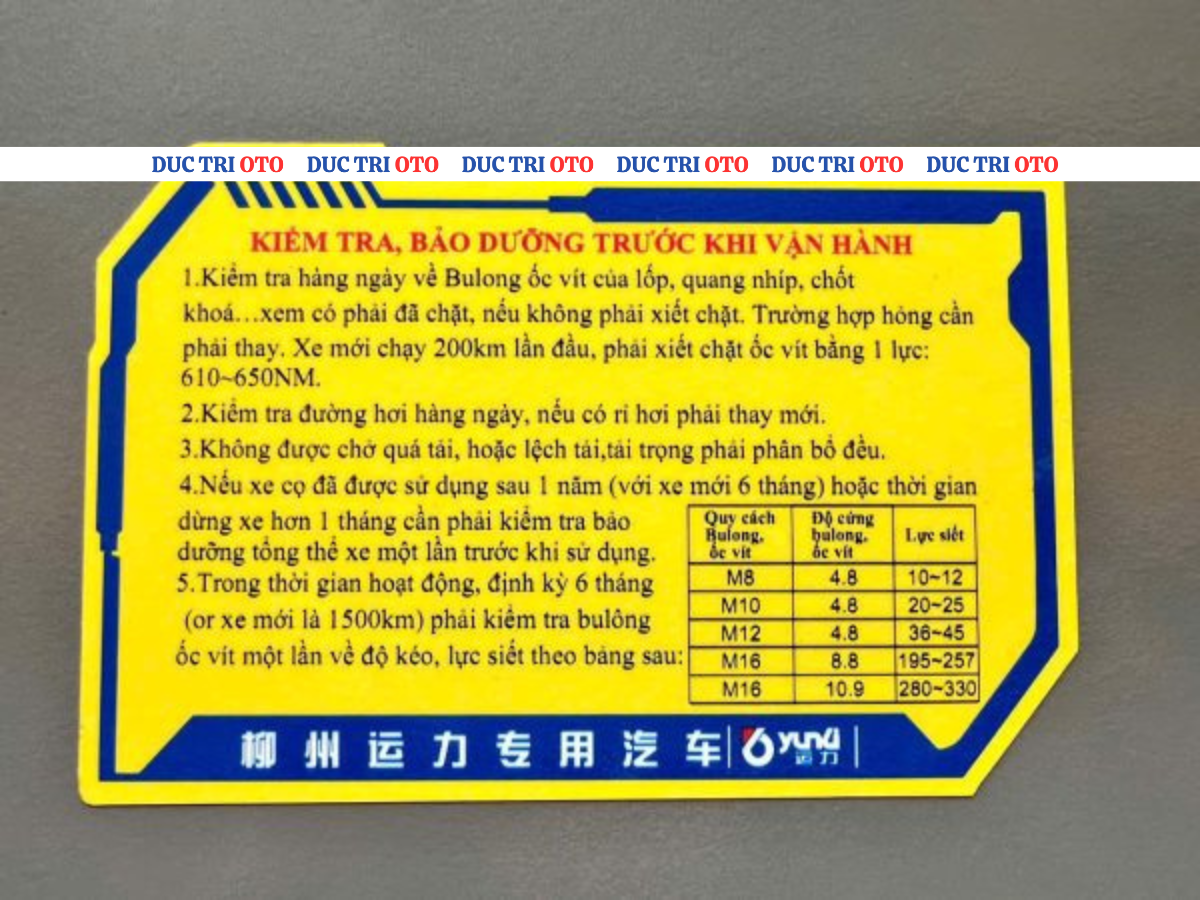 DUC TRI OTO DUC TRI OTO DUC TRI OTO DUC TRI OTO DUC TRI OTO DUC TRI OTO
KIỂM TRA, BẢO DƯỠNG TRƯỚC KHI VẬN HÀNH
1.Kiểm tra hàng ngày về Bulong ốc vít của lốp, quang nhíp, chốt
khoá...xem có phải đã chặt, nếu không phải xiết chặt. Trường hợp hỏng cần
phải thay. Xe mới chạy 200km lần đầu, phải xiết chặt ốc vít bằng 1 lực:
610~650NM.
2.Kiểm tra đường hơi hàng ngày, nếu có rỉ hơi phải thay mới.
3.Không được chở quá tải, hoặc lệch tải,tải trọng phải phân bổ đều.
4.Nếu xe cọ đã được sử dụng sau 1 năm (với xe mới 6 tháng) hoặc thời gian
dừng xe hơn 1 tháng cần phải kiểm tra bảo
dưỡng tổng thể xe một lần trước khi sử dụng.
5.Trong thời gian hoạt động, định kỳ 6 tháng
(or xe mới là 1500km) phải kiểm tra bulông
ốc vít một lần về độ kéo, lực siết theo bảng sau:
Quy cách Bulong, ốc vít Độ cứng bulong, ốc vít Lực siết
M8 4.8 10~12
M10 4.8 20~25
M12 4.8 36~45
M16 8.8 195~257
M16 10.9 280~330
柳州运力专用汽车 yunli 运力